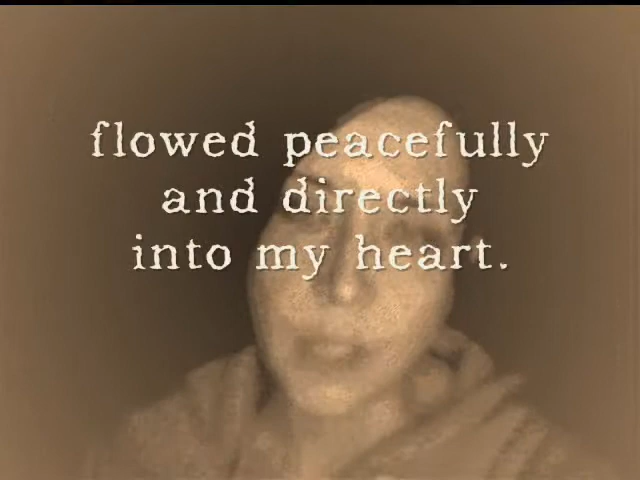 flowed peacefully
and directly
into my heart.